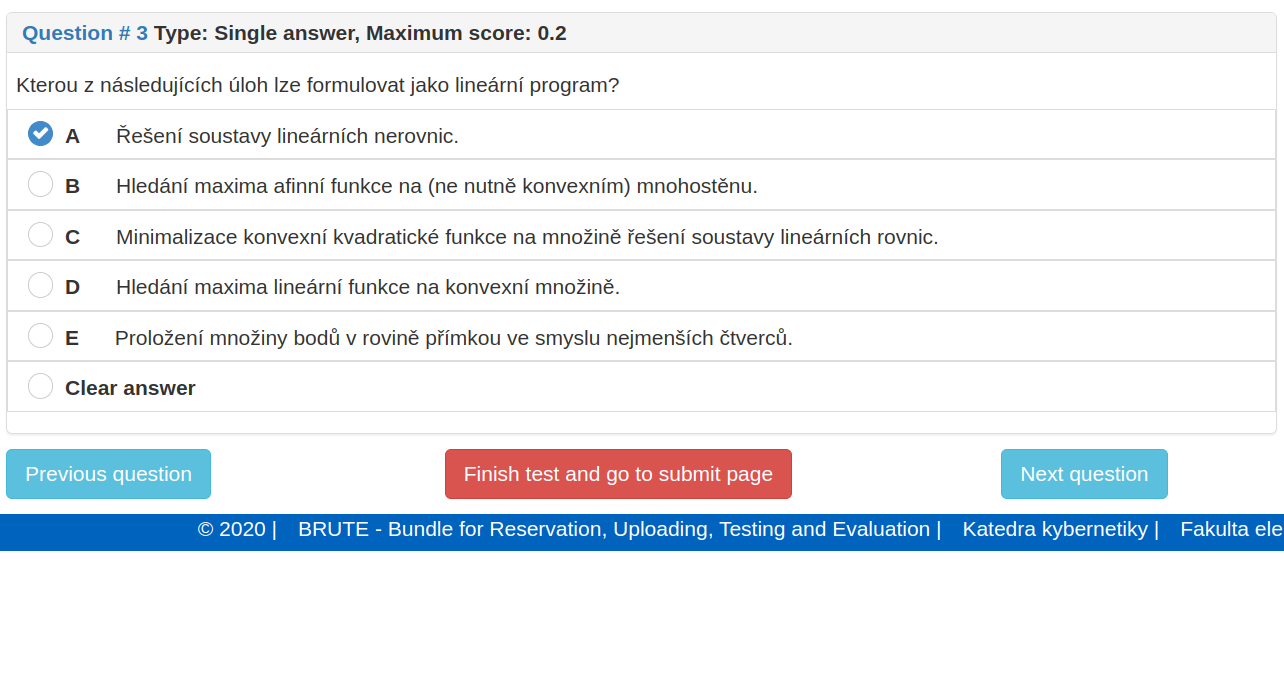 Question # 3 Type: Single answer, Maximum score: 0.2
Kterou z následujících úloh lze formulovat jako lineární program?
A Řešení soustavy lineárních nerovnic.
B Hledání maxima afinní funkce na (ne nutně konvexním) mnohostěnu.
C Minimalizace konvexní kvadratické funkce na množině řešení soustavy lineárních rovnic.
D Hledání maxima lineární funkce na konvexní množině.
E Proložení množiny bodů v rovině přímkou ve smyslu nejmenších čtverců.
Clear answer
Previous question Finish test and go to submit page Next question
© 2020 | BRUTE - Bundle for Reservation, Uploading, Testing and Evaluation | Katedra kybernetiky | Fakulta ele